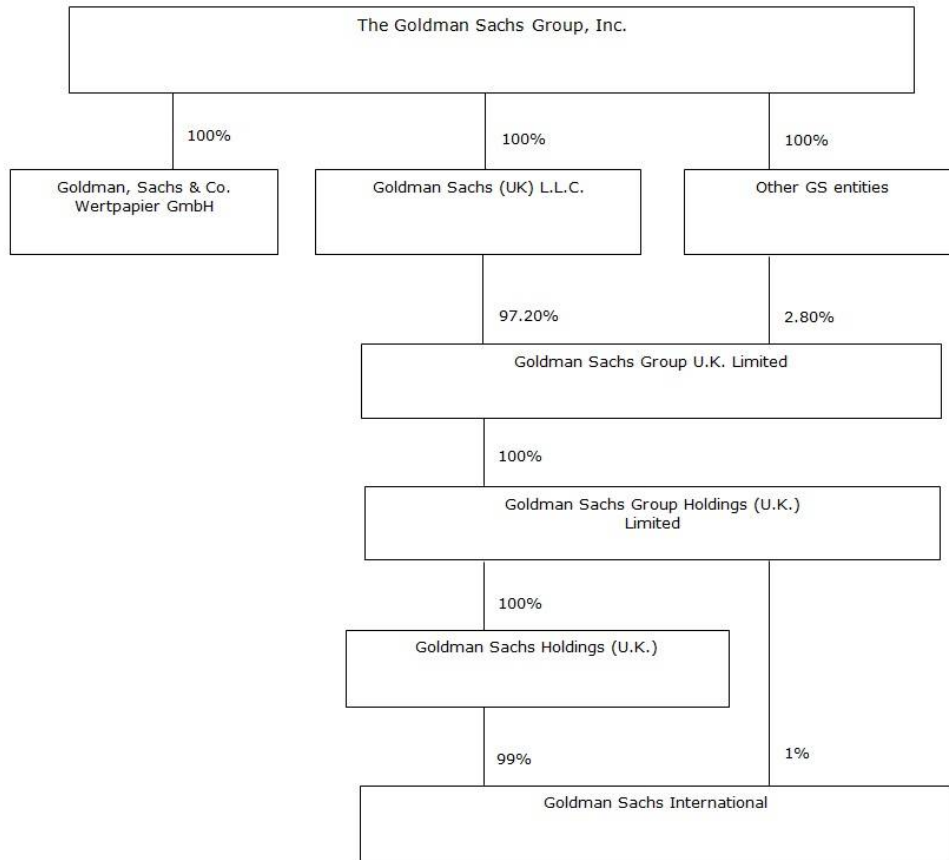 The Goldman Sachs Group, Inc.
100%
100%
100%
Goldman, Sachs & Co.
Wertpapier GmbH
Goldman Sachs (UK) L.L.C.
Other GS entities
97.20%
2.80%
Goldman Sachs Group U.K. Limited
100%
Goldman Sachs Group Holdings (U.K.)
Limited
100%
Goldman Sachs Holdings (U.K.)
99%
1%
Goldman Sachs International